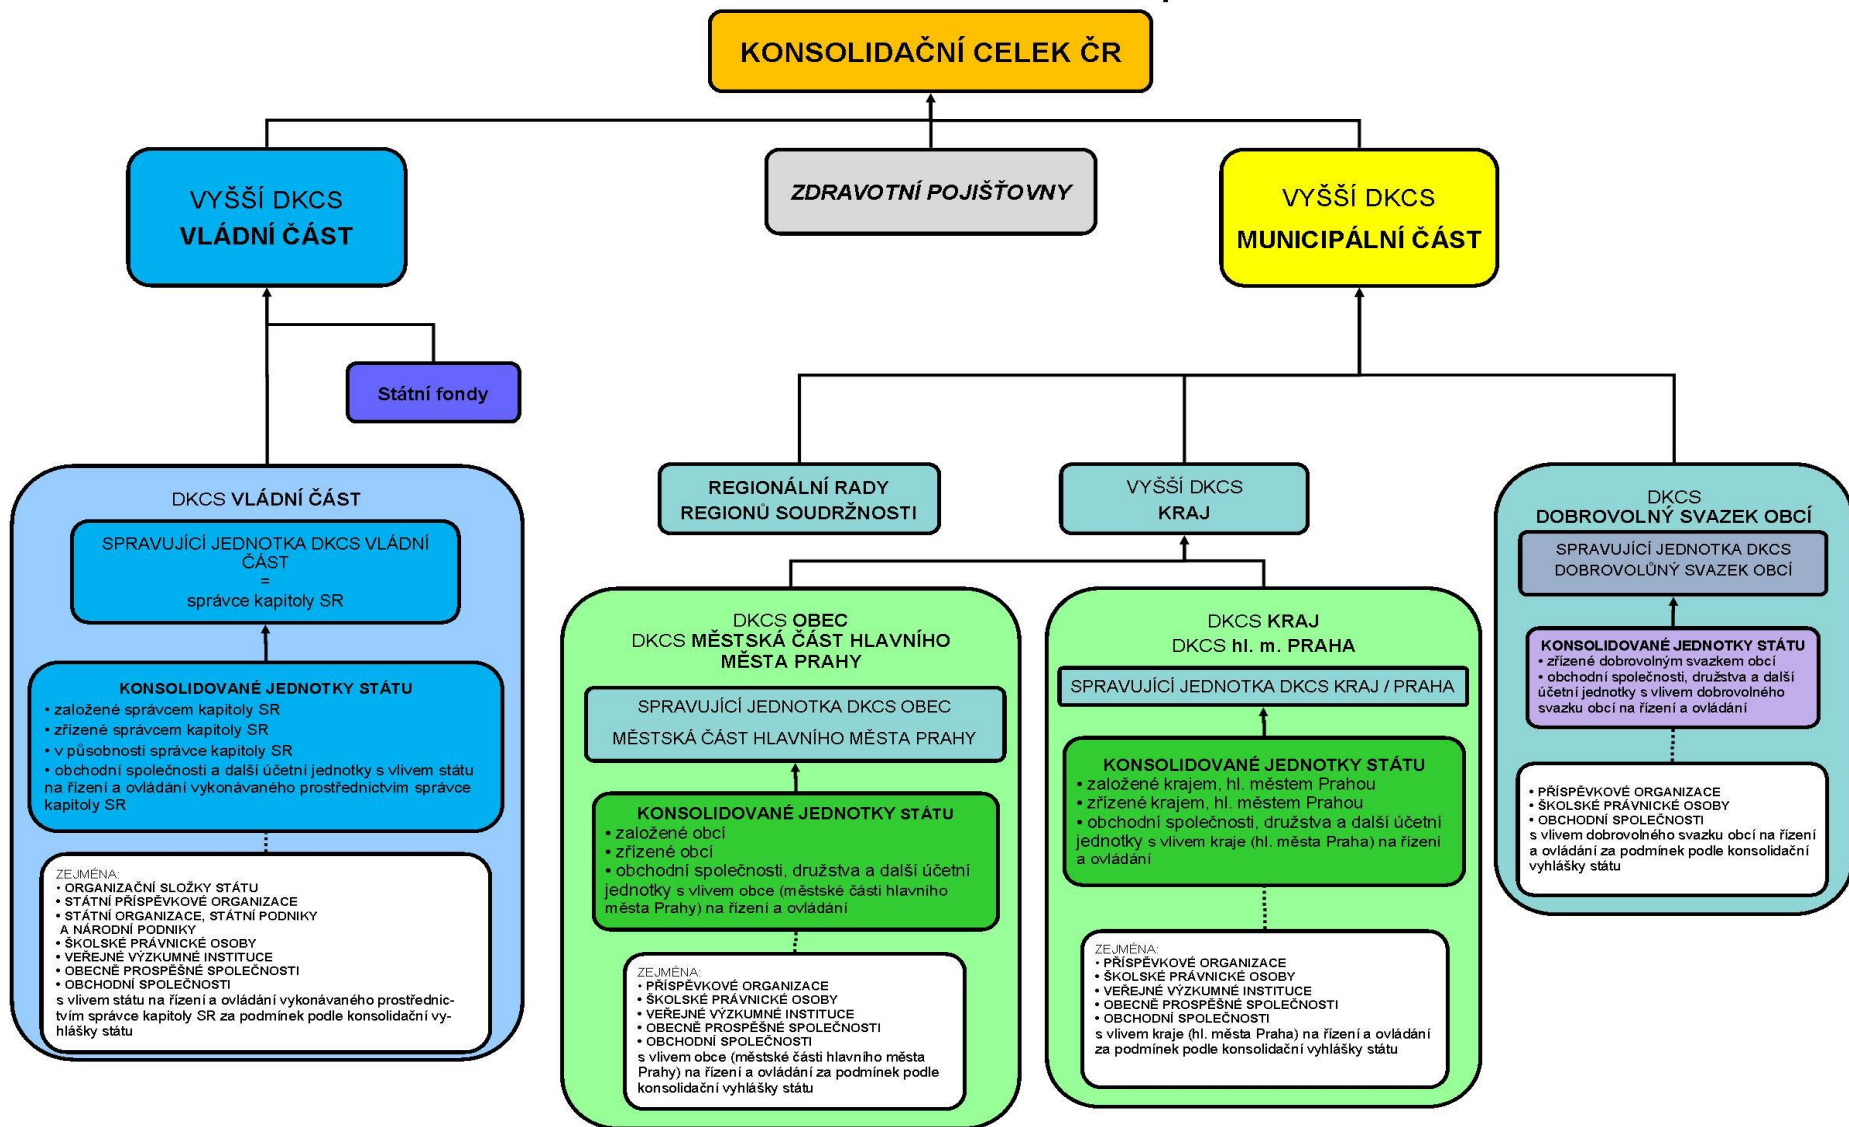 KONSOLIDAČNÍ CELEK ČR
VYŠŠÍ DKCS
VLÁDNÍ ČÁST
ZDRAVOTNÍ POJIŠŤOVNY
VYŠŠÍ DKCS
MUNICIPÁLNÍ ČÁST
Státní fondy
DKCS VLÁDNÍ ČÁST
SPRAVUJÍCÍ JEDNOTKA DKCS VLÁDNÍ
ČÁST
=
správce kapitoly SR
KONSOLIDOVANÉ JEDNOTKY STÁTU
• založené správcem kapitoly SR
• zřízené správcem kapitoly SR
• v působnosti správce kapitoly SR
• obchodní společnosti a další účetní jednotky s vlivem státu
na řízení a ovládání vykonávaného prostřednictvím správce
kapitoly SR
ZEJMÉNA:
• ORGANIZAČNÍ SLOŽKY STÁTU
• STÁTNÍ PŘÍSPĚVKOVÉ ORGANIZACE
• STÁTNÍ ORGANIZACE, STÁTNÍ PODNIKY
A NÁRODNÍ PODNIKY
• ŠKOLSKÉ PRÁVNICKÉ OSOBY
• VEŘEJNÉ VÝZKUMNÉ INSTITUCE
• OBECNĚ PROSPĚŠNÉ SPOLEČNOSTI
• OBCHODNÍ SPOLEČNOSTI
s vlivem státu na řízení a ovládání vykonávaného prostřednic-
tvím správce kapitoly SR za podmínek podle konsolidační vy-
hlášky státu
REGIONÁLNÍ RADY
REGIONŮ SOUDRŽNOSTI
VYŠŠÍ DKCS
KRAJ
DKCS OBEC
DKCS MĚSTSKÁ ČÁST HLAVNÍHO
MĚSTA PRAHY
SPRAVUJÍCÍ JEDNOTKA DKCS OBEC
MĚSTSKÁ ČÁST HLAVNÍHO MĚSTA PRAHY
KONSOLIDOVANÉ JEDNOTKY STÁTU
• založené obcí
• zřízené obcí
• obchodní společnosti, družstva a další účetní
jednotky s vlivem obce (městské části hlavního
města Prahy) na řízení a ovládání
ZEJMÉNA:
• PŘÍSPĚVKOVÉ ORGANIZACE
• ŠKOLSKÉ PRÁVNICKÉ OSOBY
• VEŘEJNÉ VÝZKUMNÉ INSTITUCE
• OBECNĚ PROSPĚŠNÉ SPOLEČNOSTI
• OBCHODNÍ SPOLEČNOSTI
s vlivem obce (městské části hlavního města
Prahy) na řízení a ovládání za podmínek podle
konsolidační vyhlášky státu
DKCS KRAJ
DKCS hl. m. PRAHA
SPRAVUJÍCÍ JEDNOTKA DKCS KRAJ / PRAHA
KONSOLIDOVANÉ JEDNOTKY STÁTU
• založené krajem, hl. městem Prahou
• zřízené krajem, hl. městem Prahou
• obchodní společnosti, družstva a další účetní
jednotky s vlivem kraje (hl. města Praha) na řízení
a ovládání
ZEJMÉNA:
• PŘÍSPĚVKOVÉ ORGANIZACE
• ŠKOLSKÉ PRÁVNICKÉ OSOBY
• VEŘEJNÉ VÝZKUMNÉ INSTITUCE
• OBECNĚ PROSPĚŠNÉ SPOLEČNOSTI
• OBCHODNÍ SPOLEČNOSTI
s vlivem kraje (hl. města Praha) na řízení a ovládání
za podmínek podle konsolidační vyhlášky státu
DKCS
DOBROVOLNÝ SVAZEK OBCÍ
SPRAVUJÍCÍ JEDNOTKA DKCS
DOBROVOLŮNÝ SVAZEK OBCÍ
KONSOLIDOVANÉ JEDNOTKY STÁTU
• zřízené dobrovolným svazkem obcí
• obchodní společnosti, družstva a další
účetní jednotky s vlivem dobrovolného
svazku obcí na řízení a ovládání
• PŘÍSPĚVKOVÉ ORGANIZACE
• ŠKOLSKÉ PRÁVNICKÉ OSOBY
• OBCHODNÍ SPOLEČNOSTI
s vlivem dobrovolného svazku obcí na řízení
a ovládání za podmínek podle konsolidační
vyhlášky státu